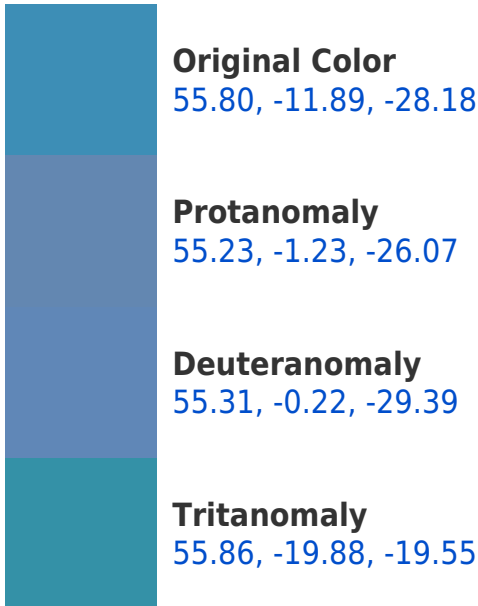 Original Color
55.80, -11.89, -28.18
Protanomaly
55.23, -1.23, -26.07
Deuteranomaly
55.31, -0.22, -29.39
Tritanomaly
55.86, -19.88, -19.55